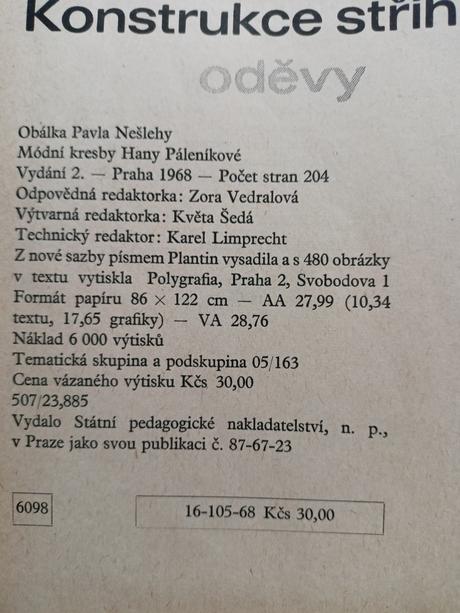 Konstrukce střih
oděvy
Obálka Pavla Nešlehy
Módní kresby Hany Páleníkové
Vydání 2. — Praha 1968 — Počet stran 204
Odpovědná redaktorka: Zora Vedralová
Výtvarná redaktorka: Květa Šedá
Technický redaktor: Karel Limprecht
Z nové sazby písmem Plantin vysadila a s 480 obrázky
v textu vytiskla Polygrafia, Praha 2, Svobodova 1
Formát papíru 86 × 122 cm — AA 27,99 (10,34
textu, 17,65 grafiky) — VA 28,76
Náklad 6 000 výtisků
Tematická skupina a podskupina 05/163
Cena vázaného výtisku Kčs 30,00
507/23,885
Vydalo Státní pedagogické nakladatelství, n. p.,
v Praze jako svou publikaci č. 87-67-23
6098
16-105-68 Kčs 30,00